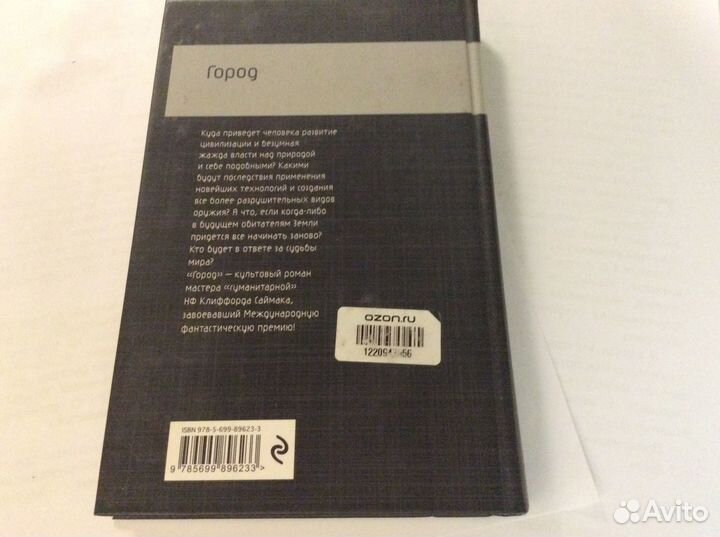 Город
Куда приведет человека развитие
цивилизации и безумная
жажда власти над природой
и себе подобными? Какими
будут последствия применения
новейших технологий и создания
все более разрушительных видов
оружия? А что, если когда-либо
в будущем обитателям Земли
придется все начинать заново?
Кто будет в ответе за судьбы
мира?
«Город» — культовый роман
мастера «гуманитарной»
НФ Клиффорда Саймака,
завоевавший Международную
фантастическую премию!
ozon.ru
ISBN 978-5-699-89623-3
9 785699 896233 >
Avito